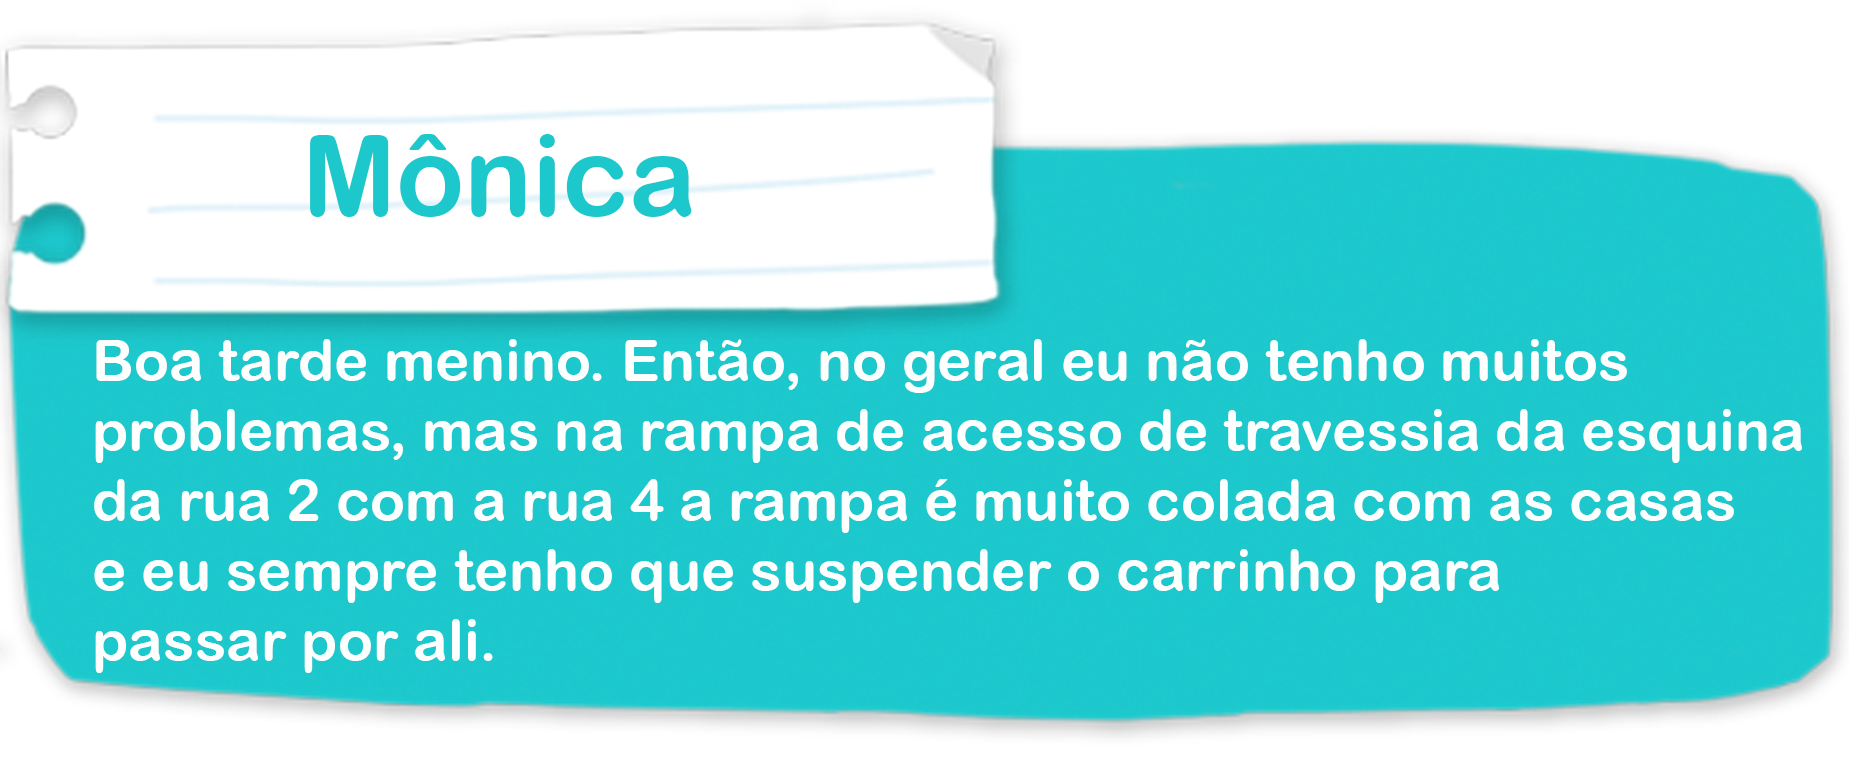 Mônica
Boa tarde menino. Então, no geral eu não tenho muitos
problemas, mas na rampa de acesso de travessia da esquina
da rua 2 com a rua 4 a rampa é muito colada com as casas
e eu sempre tenho que suspender o carrinho para
passar por ali.